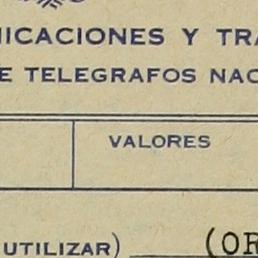 NICACIONES Y TRA
E TELEGRAFOS NAC
VALORES
UTILIZAR) (OR